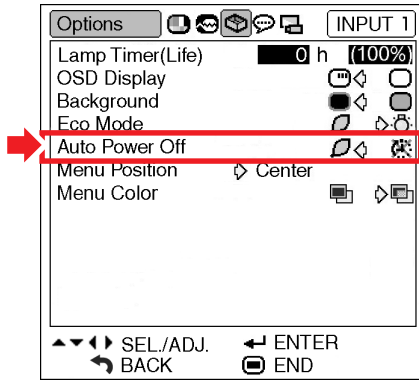 Options INPUT 1
Lamp Timer(Life) 0 h (100%)
OSD Display
Background
Eco Mode
Auto Power Off
Menu Position Center
Menu Color
SEL./ADJ. ENTER
BACK END